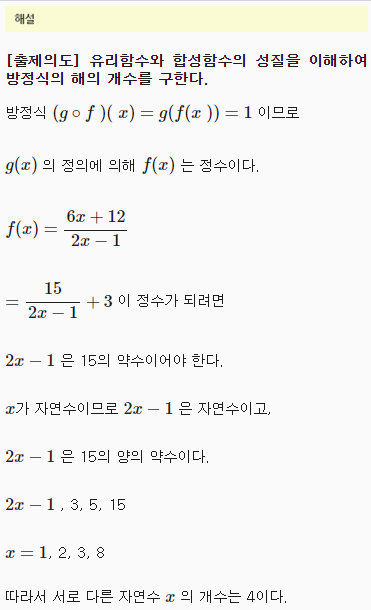 해설
[출제의도] 유리함수와 합성함수의 성질을 이해하여
방정식의 해의 개수를 구한다.
방정식 (g ∘ f )( x) = g(f(x )) = 1 이므로
g(x) 의 정의에 의해 f(x) 는 정수이다.
f(x) = \frac{6x + 12}{2x − 1}
= \frac{15}{2x − 1} + 3 이 정수가 되려면
2x − 1 은 15의 약수이어야 한다.
x가 자연수이므로 2x − 1 은 자연수이고,
2x − 1 은 15의 양의 약수이다.
2x − 1 , 3, 5, 15
x = 1, 2, 3, 8
따라서 서로 다른 자연수 x 의 개수는 4이다.